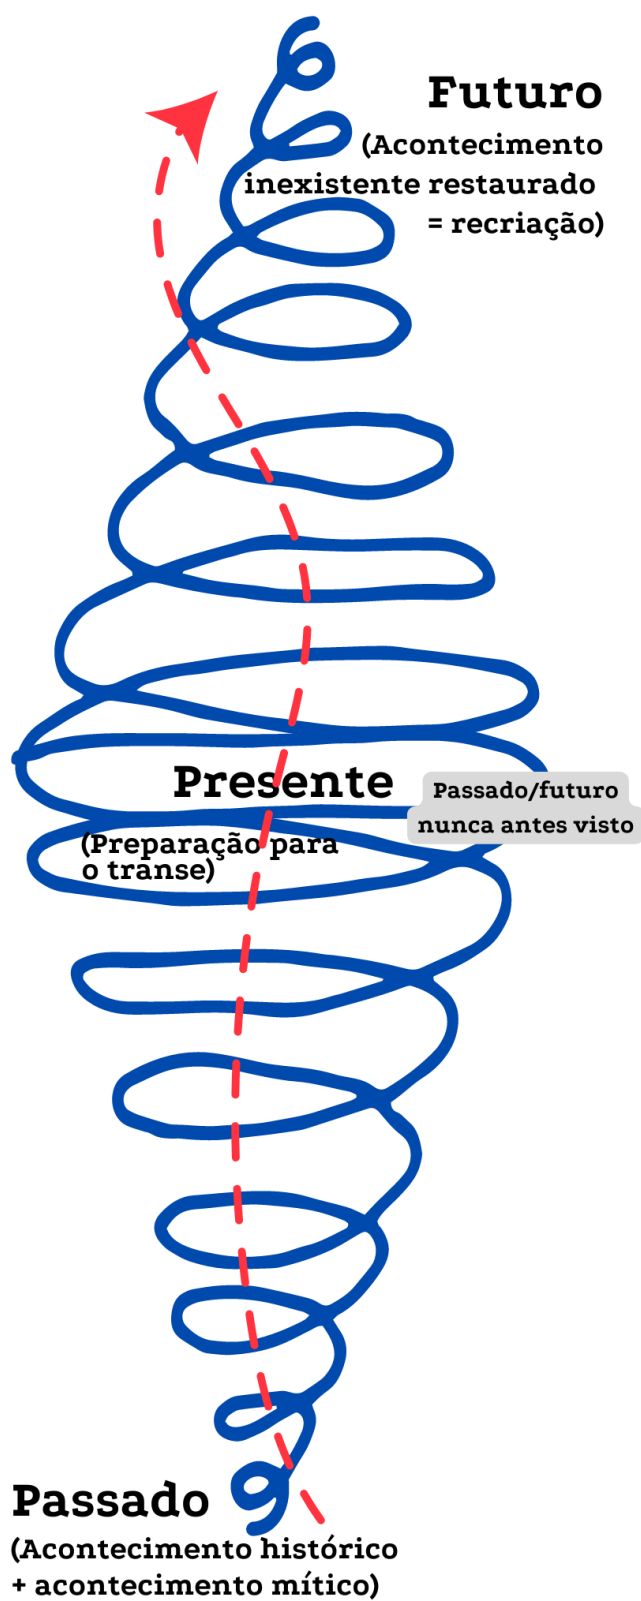 Futuro
(Acontecimento
inexistente restaurado
= recriação)
Presente
Passado/futuro
nunca antes visto
(Preparação para
o transe)
Passado
(Acontecimento histórico
+ acontecimento mítico)